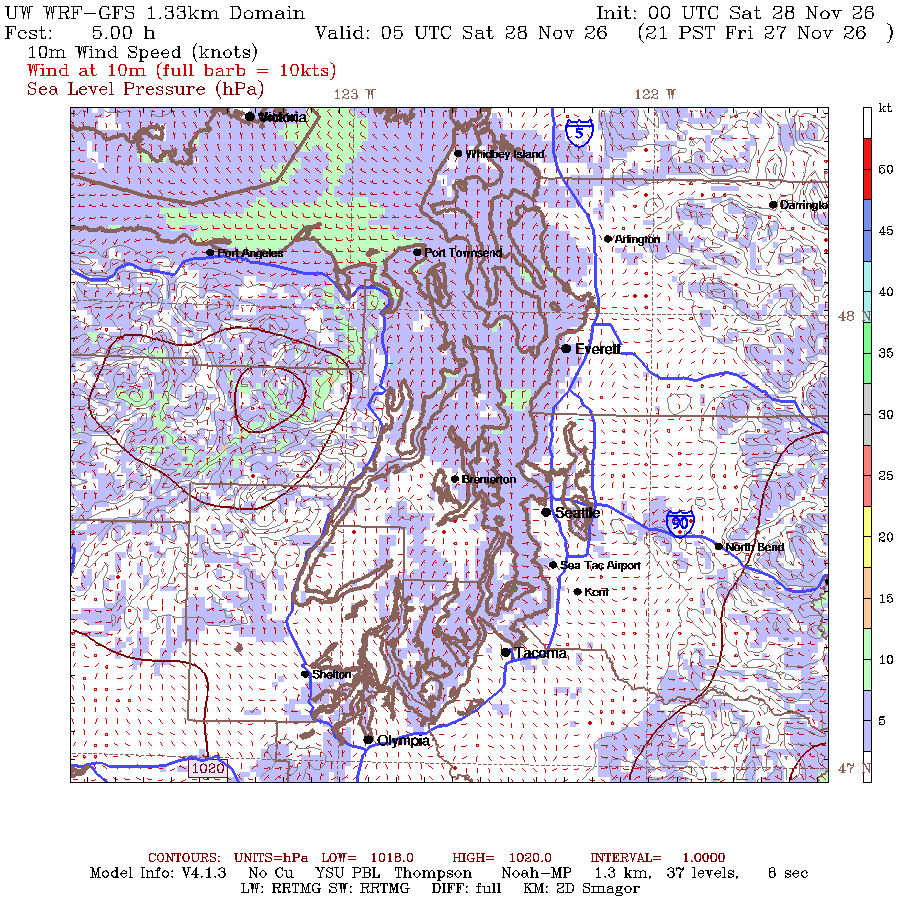 UW WRF-GFS 1.33km Domain Init: 00 UTC Sat 28 Nov 26
Fcst: 5.00 h Valid: 05 UTC Sat 28 Nov 26 (21 PST Fri 27 Nov 26 )
10m Wind Speed (knots)
Wind at 10m (full barb = 10kts)
Sea Level Pressure (hPa)
123 W 122 W
kt
Victoria
5
Whidbey Island
50
Darringto
Arlington
45
Port Angeles
Port Townsend
40
48 N
Everett
35
30
25
Bremerton
Seattle
90
20
North Bend
Sea Tac Airport
Kent
15
Tacoma
10
Shelton
5
Olympia
1020
47 N
CONTOURS: UNITS=hPa LOW= 1018.0 HIGH= 1020.0 INTERVAL= 1.0000
Model Info: V4.1.3 No Cu YSU PBL Thompson Noah-MP 1.3 km, 37 levels, 8 sec
LW: RRTMG SW: RRTMG DIFF: full KM: 2D Smagor